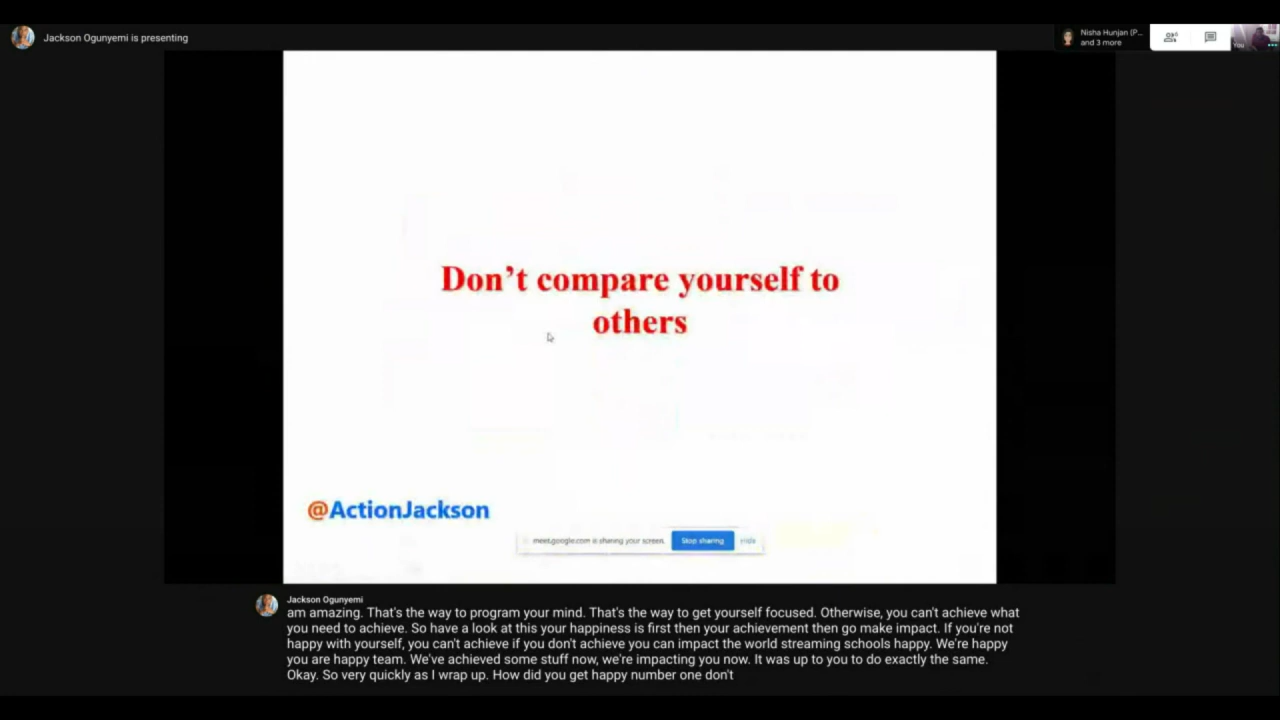 Jackson Ogunyemi is presenting
Nisha Hunjan (P...
and 3 more
You
Don't compare yourself to
others
@ActionJackson
meet.google.com is sharing your screen.
Stop sharing
Hide
Jackson Ogunyemi
am amazing. That's the way to program your mind. That's the way to get yourself focused. Otherwise, you can't achieve what
you need to achieve. So have a look at this your happiness is first then your achievement then go make impact. If you're not
happy with yourself, you can't achieve if you don't achieve you can impact the world streaming schools happy. We're happy
you are happy team. We've achieved some stuff now, we're impacting you now. It was up to you to do exactly the same.
Okay. So very quickly as I wrap up. How did you get happy number one don't